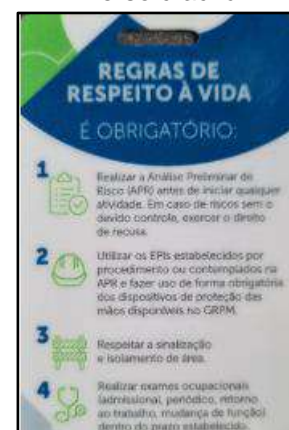 REGRAS DE
RESPEITO À VIDA
É OBRIGATÓRIO:
1
Realizar a Análise Preliminar de
Risco (APR) antes de iniciar qualquer
atividade. Em caso de riscos sem o
devido controle, exercer o direito
de recusa.
2
Utilizar os EPIs estabelecidos por
procedimento ou contemplados na
APR e fazer uso de forma obrigatória
dos dispositivos de proteção das
mãos disponíveis no GRPM.
3
Respeitar a sinalização
e isolamento de área.
4
Realizar exames ocupacionais
(admissional, periódico, retorno
ao trabalho, mudança de função)
dentro do prazo estabelecido.